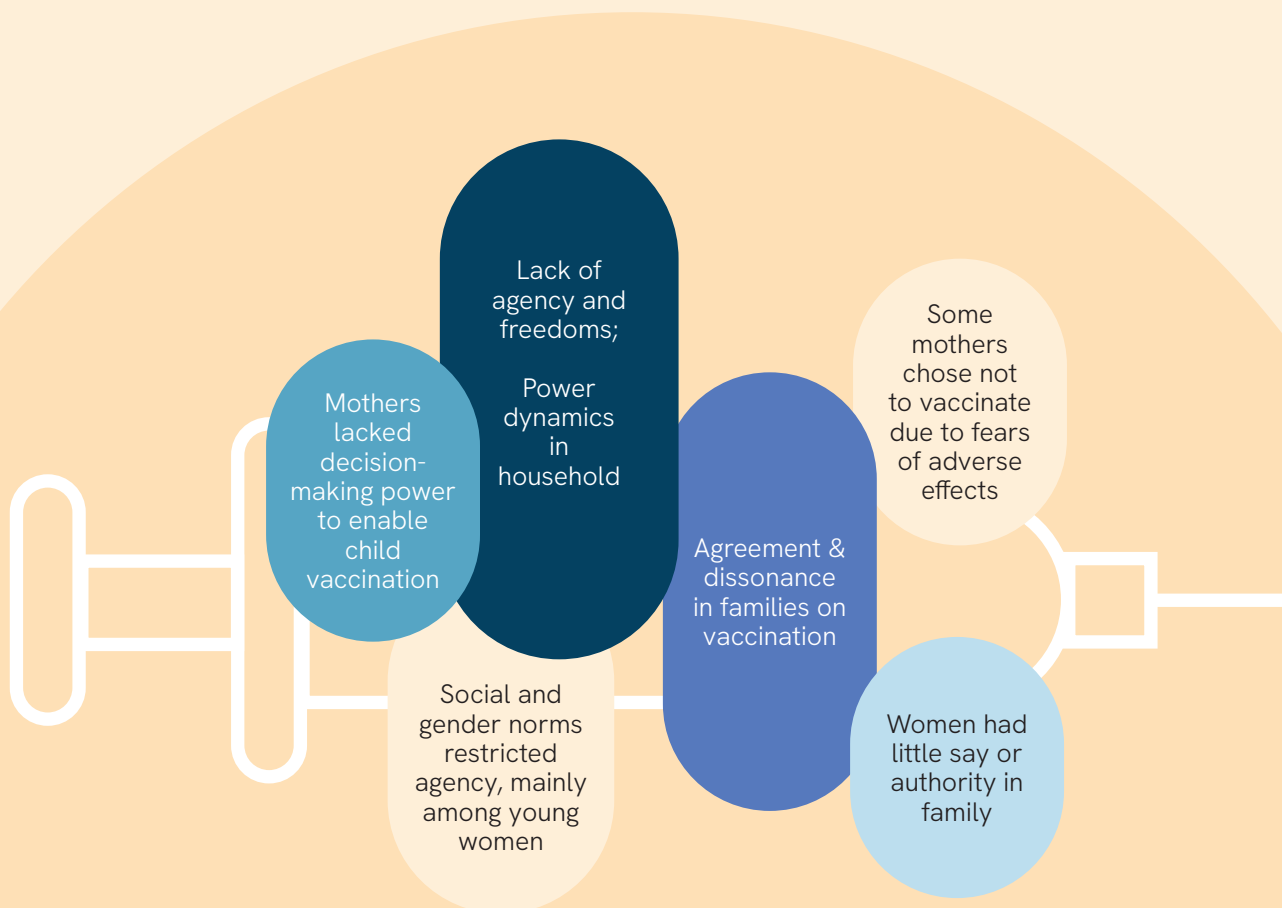 Lack of
agency and
freedoms;
Power
dynamics
in
household
Mothers
lacked
decision-
making power
to enable
child
vaccination
Social and
gender norms
restricted
agency, mainly
among young
women
Agreement &
dissonance
in families on
vaccination
Some
mothers
chose not
to vaccinate
due to fears
of adverse
effects
Women had
little say or
authority in
family